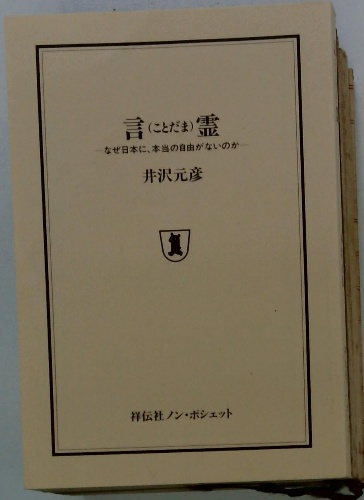 言(ことだま)霊
—なぜ日本に、本当の自由がないのか—
井沢元彦
祥伝社ノン・ポシェット